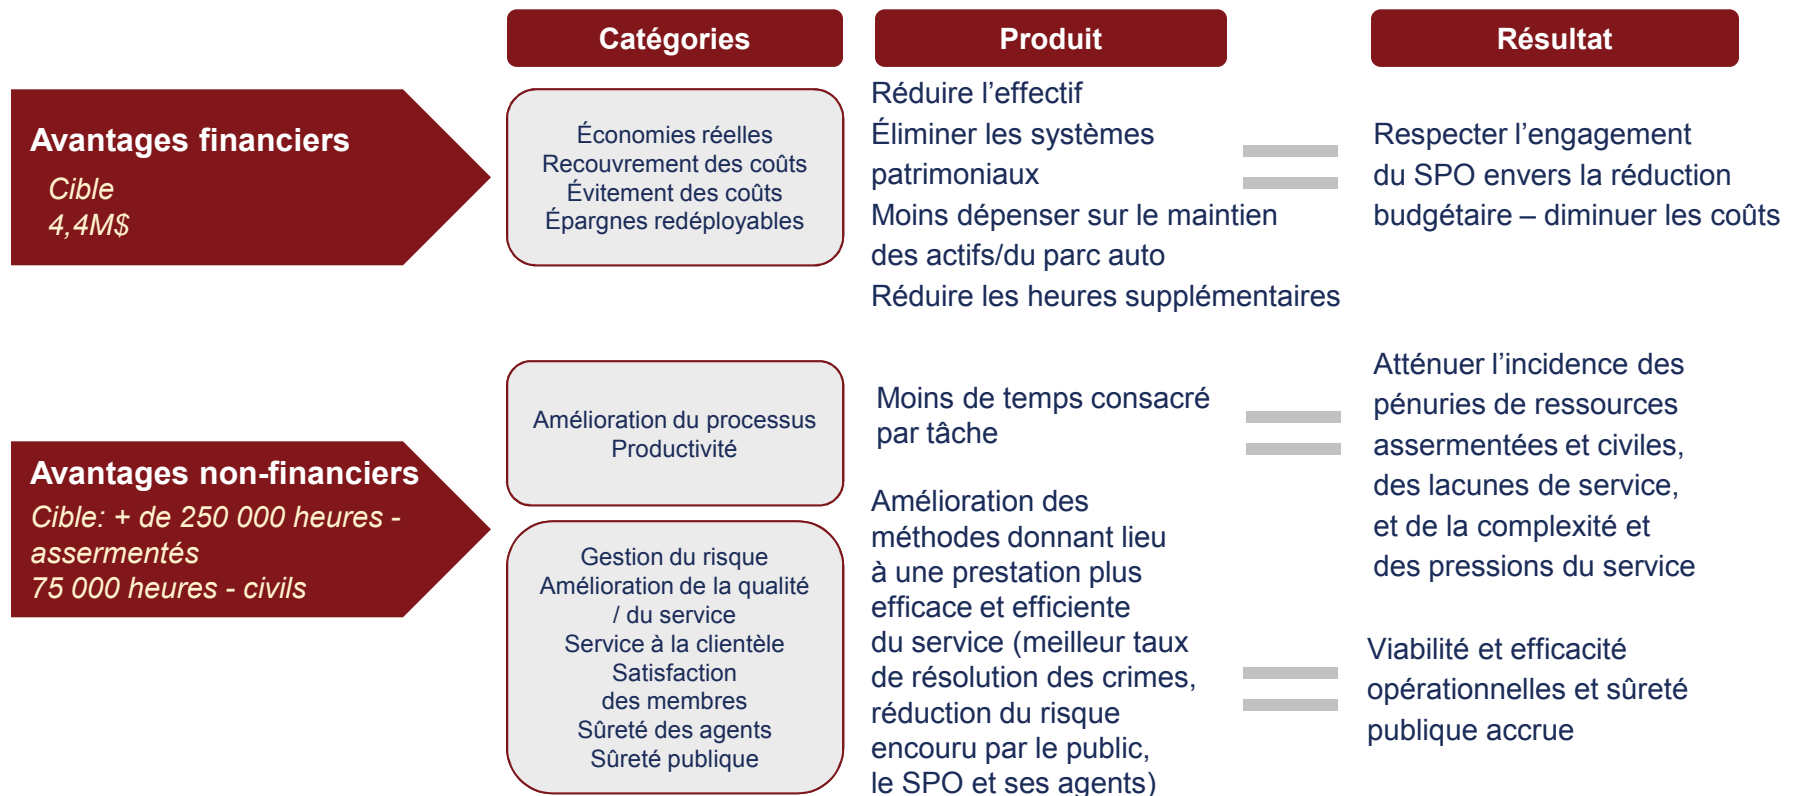 Catégories
Produit
Résultat
Avantages financiers
Cible
4,4M$
Économies réelles
Recouvrement des coûts
Évitement des coûts
Épargnes redéployables
Réduire l’effectif
Éliminer les systèmes
patrimoniaux
Moins dépenser sur le maintien
des actifs/du parc auto
Réduire les heures supplémentaires
Respecter l’engagement
du SPO envers la réduction
budgétaire – diminuer les coûts
Avantages non-financiers
Cible: + de 250 000 heures -
assermentés
75 000 heures - civils
Amélioration du processus
Productivité
Moins de temps consacré
par tâche
Atténuer l’incidence des
pénuries de ressources
assermentées et civiles,
des lacunes de service,
et de la complexité et
des pressions du service
Gestion du risque
Amélioration de la qualité
/ du service
Service à la clientèle
Satisfaction
des membres
Sûreté des agents
Sûreté publique
Amélioration des
méthodes donnant lieu
à une prestation plus
efficace et efficiente
du service (meilleur taux
de résolution des crimes,
réduction du risque
encouru par le public,
le SPO et ses agents)
Viabilité et efficacité
opérationnelles et sûreté
publique accrue